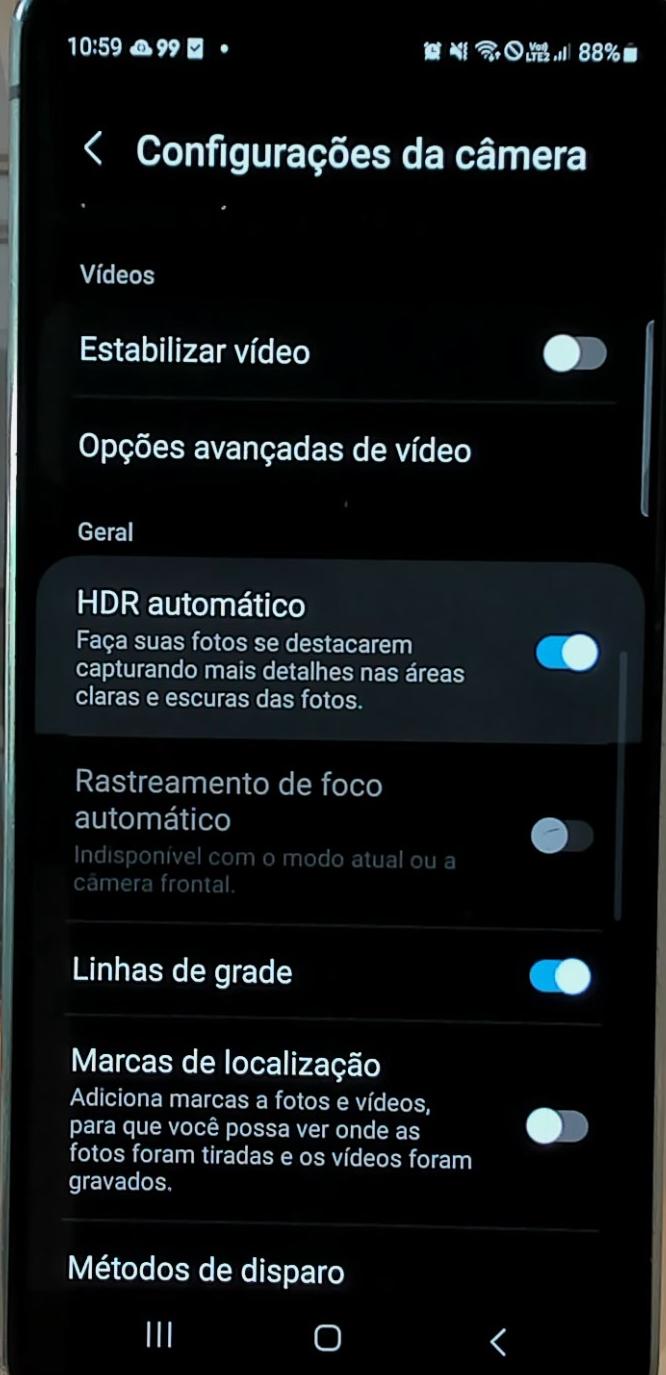 10:59 99 Vo)) LTE2 88%
Configurações da câmera
Vídeos
Estabilizar vídeo
Opções avançadas de vídeo
Geral
HDR automático
Faça suas fotos se destacarem
capturando mais detalhes nas áreas
claras e escuras das fotos.
Rastreamento de foco
automático
Indisponível com o modo atual ou a
câmera frontal.
Linhas de grade
Marcas de localização
Adiciona marcas a fotos e vídeos,
para que você possa ver onde as
fotos foram tiradas e os vídeos foram
gravados.
Métodos de disparo